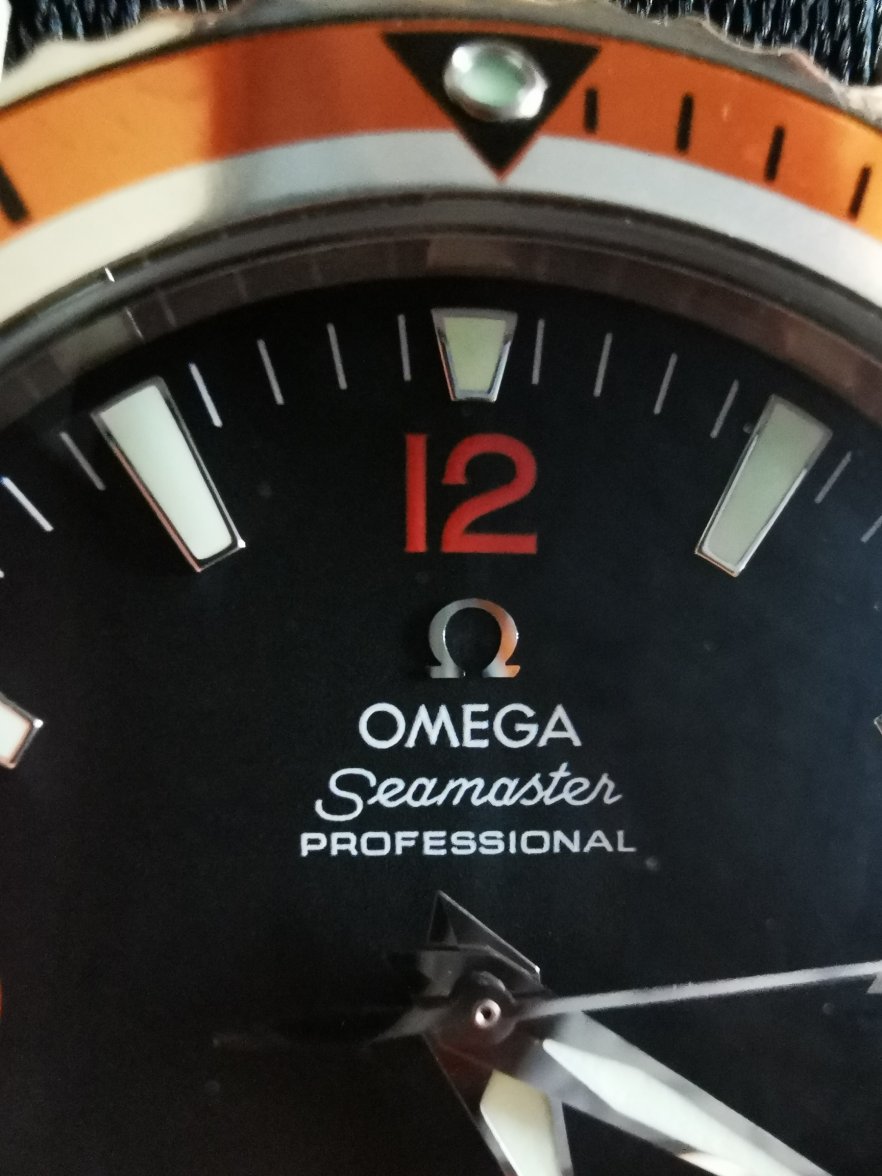 12
Ω
OMEGA
Seamaster
PROFESSIONAL